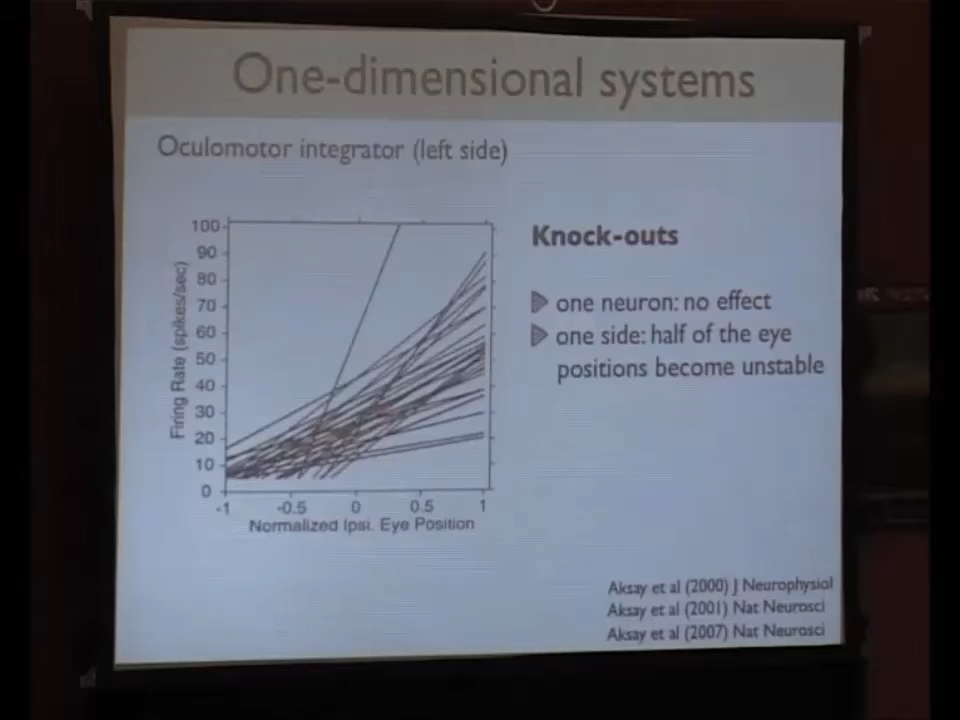 One-dimensional systems
Oculomotor integrator (left side)
100
90
80
70
60
50
40
30
20
10
0
Firing Rate (spikes/sec)
-1
-0.5
0
0.5
1
Normalized Ipsi. Eye Position
Knock-outs
one neuron: no effect
one side: half of the eye
positions become unstable
Aksay et al (2000) J Neurophysiol
Aksay et al (2001) Nat Neurosci
Aksay et al (2007) Nat Neurosci